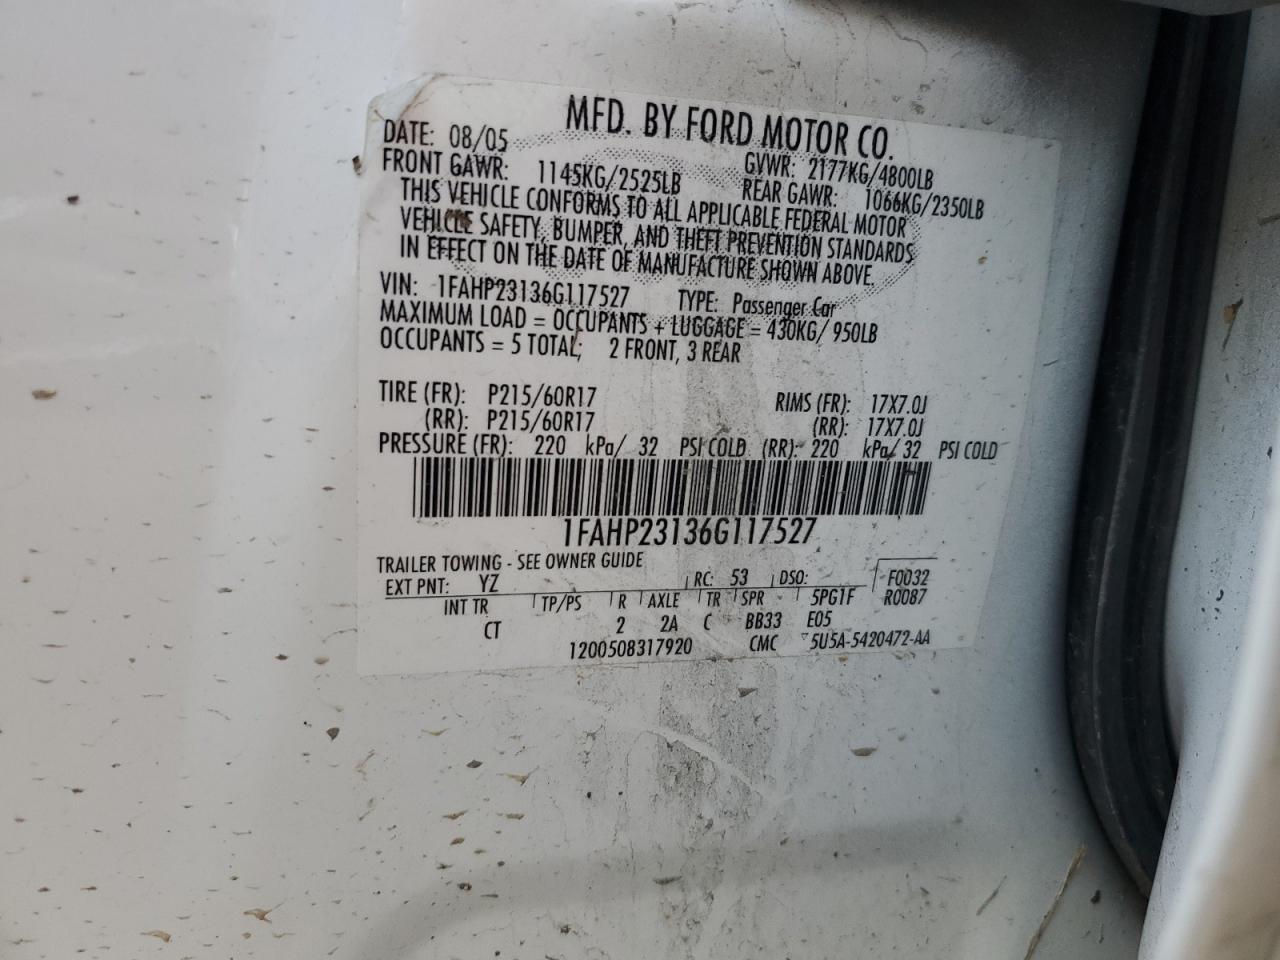 MFD. BY FORD MOTOR CO.
DATE: 08/05 GVWR: 2177KG/4800LB
FRONT GAWR: 1145KG/2525LB REAR GAWR: 1066KG/2350LB
THIS VEHICLE CONFORMS TO ALL APPLICABLE FEDERAL MOTOR
VEHICLE SAFETY, BUMPER, AND THEFT PREVENTION STANDARDS
IN EFFECT ON THE DATE OF MANUFACTURE SHOWN ABOVE.
VIN: 1FAHP23136G117527 TYPE: Passenger Car
MAXIMUM LOAD = OCCUPANTS + LUGGAGE = 430KG/ 950LB
OCCUPANTS = 5 TOTAL; 2 FRONT, 3 REAR
TIRE (FR): P215/60R17 RIMS (FR): 17X7.0J
(RR): P215/60R17 (RR): 17X7.0J
PRESSURE (FR): 220 kPa/ 32 PSI COLD (RR): 220 kPa/ 32 PSI COLD
1FAHP23136G117527
TRAILER TOWING - SEE OWNER GUIDE
EXT PNT: YZ RC: 53 DSO: F0032
INT TR TP/PS R AXLE TR SPR 5PG1F R0087
CT 2 2A C BB33 E05
1200508317920 CMC 5U5A-5420472-AA